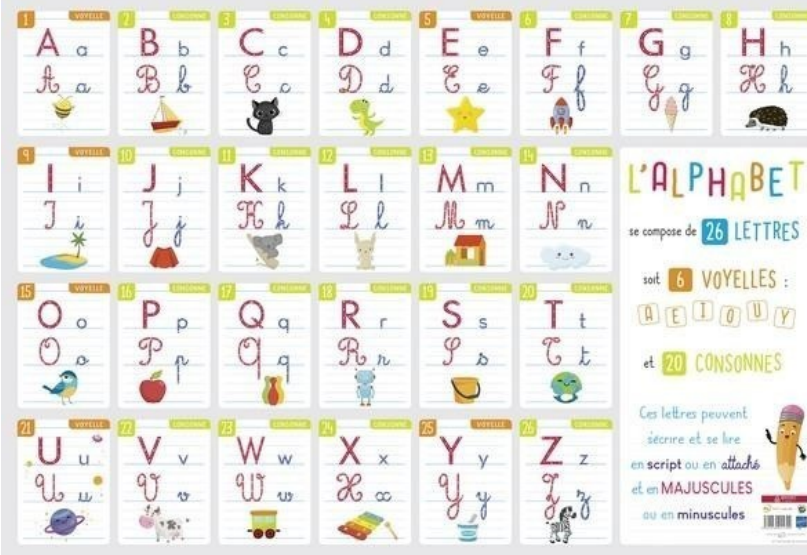 1 VOYELLE
A a
A a
2 CONSONNE
B b
B b
3 CONSONNE
C c
C c
4 CONSONNE
D d
D d
5 VOYELLE
E e
E e
6 CONSONNE
F f
F f
7 CONSONNE
G g
G g
8 CONSONNE
H h
H h
9 VOYELLE
I i
I i
10 CONSONNE
J j
J j
11 CONSONNE
K k
K k
12 CONSONNE
L l
L l
13 CONSONNE
M m
M m
14 CONSONNE
N n
N n
15 VOYELLE
O o
O o
16 CONSONNE
P p
P p
17 CONSONNE
Q q
Q q
18 CONSONNE
R r
R r
19 CONSONNE
S s
S s
20 CONSONNE
T t
T t
21 VOYELLE
U u
U u
22 CONSONNE
V v
V v
23 CONSONNE
W w
W w
24 CONSONNE
X x
X x
25 VOYELLE
Y y
Y y
26 CONSONNE
Z z
Z z
L'ALPHABET
se compose de 26 LETTRES
soit 6 VOYELLES :
A E I O U Y
et 20 CONSONNES
Ces lettres peuvent
s'écrire et se lire
en script ou en attaché
et en MAJUSCULES
ou en minuscules